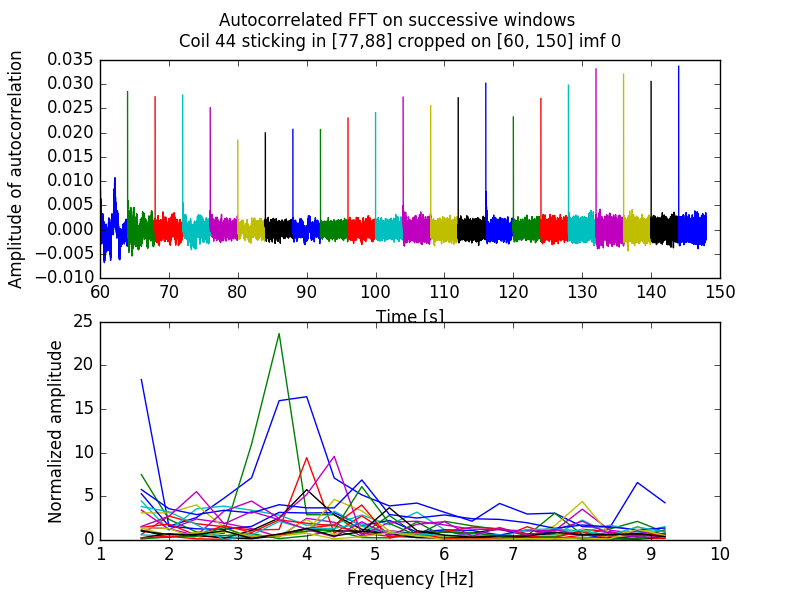 Autocorrelated FFT on successive windows
Coil 44 sticking in [77,88] cropped on [60, 150] imf 0
Amplitude of autocorrelation
0.035
0.030
0.025
0.020
0.015
0.010
0.005
0.000
−0.005
−0.010
60 70 80 90 100 110 120 130 140 150
Time [s]
Normalized amplitude
25
20
15
10
5
0
1 2 3 4 5 6 7 8 9 10
Frequency [Hz]